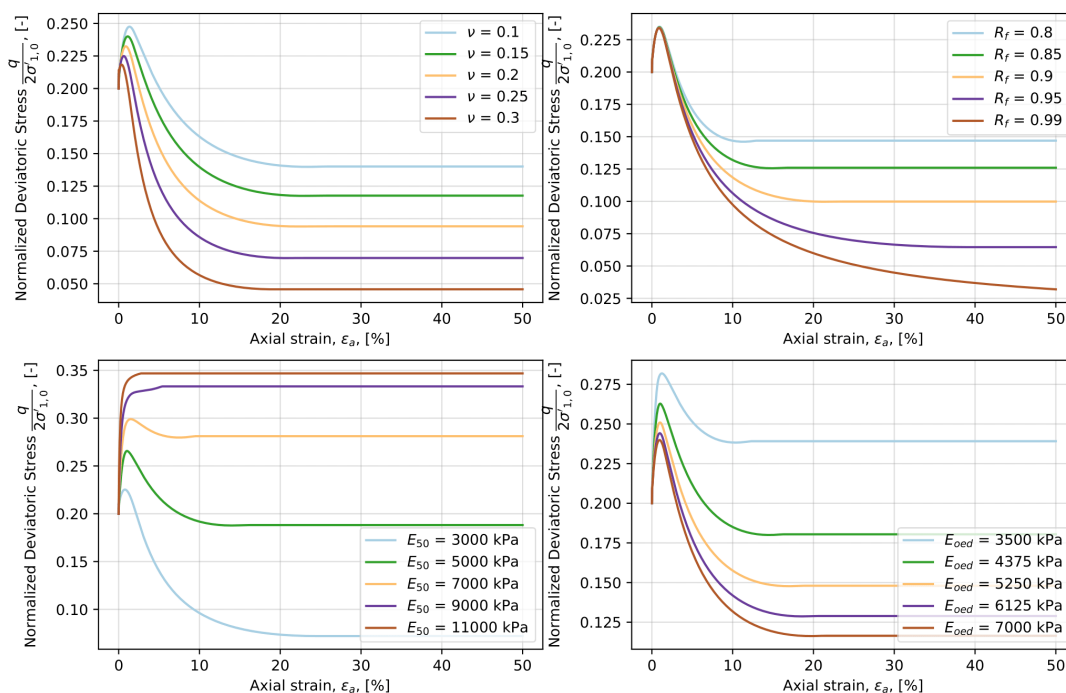 Normalized Deviatoric Stress q/2σ′1,0, [-]
0.250
0.225
0.200
0.175
0.150
0.125
0.100
0.075
0.050
0 10 20 30 40 50
Axial strain, εa, [%]
ν = 0.1
ν = 0.15
ν = 0.2
ν = 0.25
ν = 0.3
Normalized Deviatoric Stress q/2σ′1,0, [-]
0.225
0.200
0.175
0.150
0.125
0.100
0.075
0.050
0.025
0 10 20 30 40 50
Axial strain, εa, [%]
Rf = 0.8
Rf = 0.85
Rf = 0.9
Rf = 0.95
Rf = 0.99
Normalized Deviatoric Stress q/2σ′1,0, [-]
0.35
0.30
0.25
0.20
0.15
0.10
0 10 20 30 40 50
Axial strain, εa, [%]
E50 = 3000 kPa
E50 = 5000 kPa
E50 = 7000 kPa
E50 = 9000 kPa
E50 = 11000 kPa
Normalized Deviatoric Stress q/2σ′1,0, [-]
0.275
0.250
0.225
0.200
0.175
0.150
0.125
0 10 20 30 40 50
Axial strain, εa, [%]
Eoed = 3500 kPa
Eoed = 4375 kPa
Eoed = 5250 kPa
Eoed = 6125 kPa
Eoed = 7000 kPa